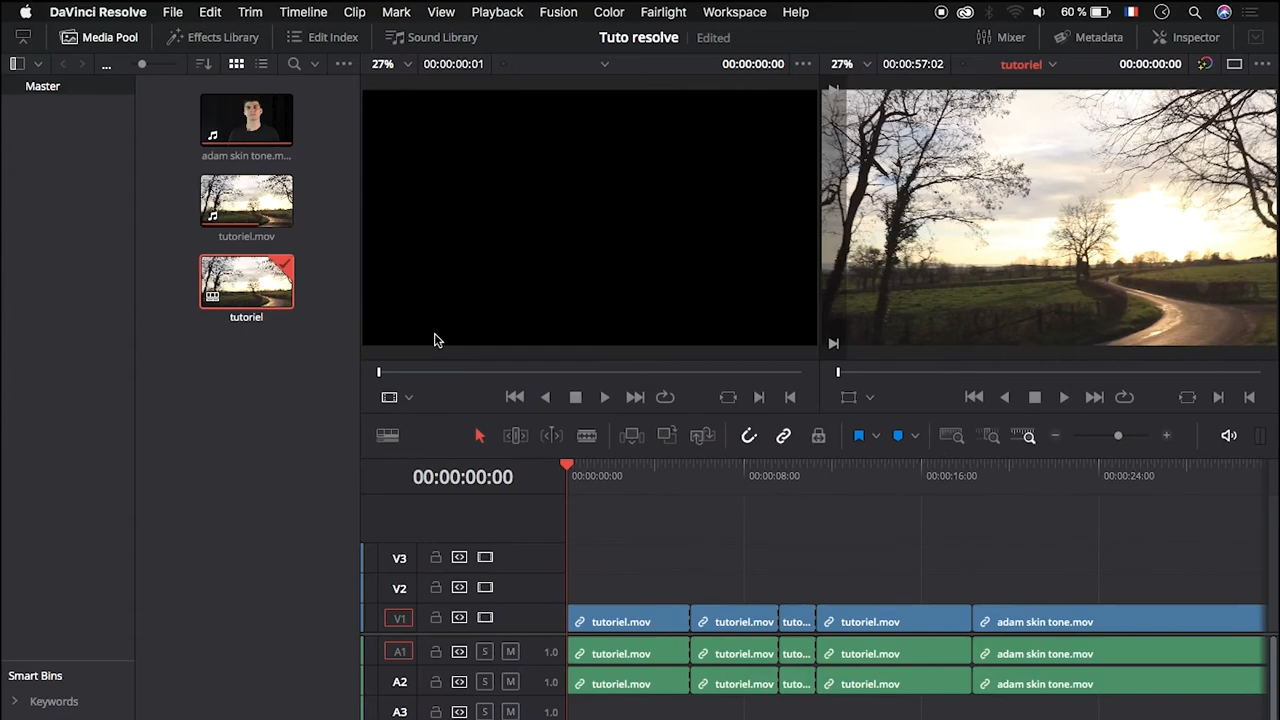 DaVinci Resolve File Edit Trim Timeline Clip Mark View Playback Fusion Color Fairlight Workspace Help 60 %
Media Pool Effects Library Edit Index Sound Library Tuto resolve Edited Mixer Metadata Inspector
... 27% 00:00:00:01 00:00:00:00 27% 00:00:57:02 tutoriel 00:00:00:00
Master
adam skin tone.m...
tutoriel.mov
tutoriel
00:00:00:00 00:00:00:00 00:00:08:00 00:00:16:00 00:00:24:00
V3
V2
V1 tutoriel.mov tutoriel.mov tuto... tutoriel.mov adam skin tone.mov
A1 S M 1.0 tutoriel.mov tutoriel.mov tuto... tutoriel.mov adam skin tone.mov
A2 S M 1.0 tutoriel.mov tutoriel.mov tuto... tutoriel.mov adam skin tone.mov
A3 S M 1.0
Smart Bins
Keywords